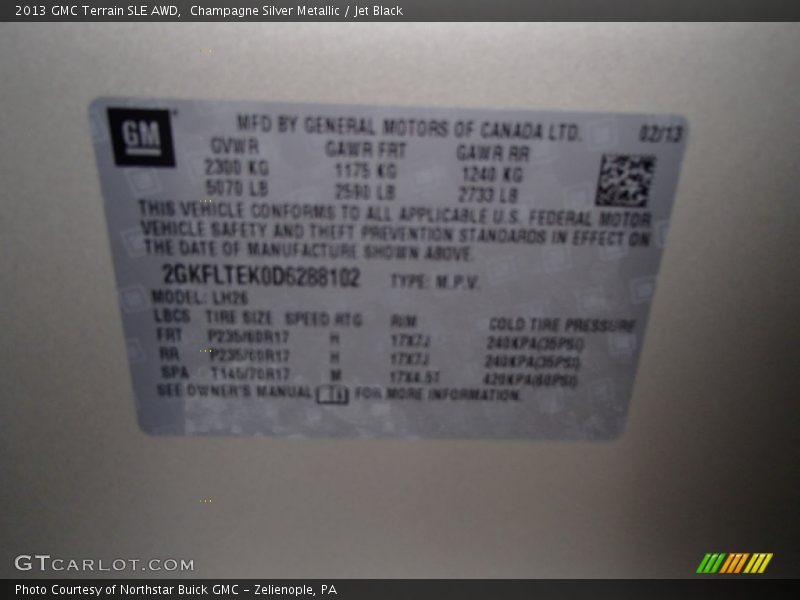 2013 GMC Terrain SLE AWD, Champagne Silver Metallic / Jet Black
GM
MFD BY GENERAL MOTORS OF CANADA LTD. 02/13
GVWR GAWR FRT GAWR RR
2300 KG 1175 KG 1240 KG
5070 LB 2590 LB 2733 LB
THIS VEHICLE CONFORMS TO ALL APPLICABLE U.S. FEDERAL MOTOR
VEHICLE SAFETY AND THEFT PREVENTION STANDARDS IN EFFECT ON
THE DATE OF MANUFACTURE SHOWN ABOVE.
2GKFLTEK0D6288102 TYPE: M.P.V.
MODEL: LH26
LBCS TIRE SIZE SPEED RTG RIM COLD TIRE PRESSURE
FRT P235/60R17 H 17X7J 240KPA(35PSI)
RR P235/60R17 H 17X7J 240KPA(35PSI)
SPA T145/70R17 M 17X4.5T 420KPA(60PSI)
SEE OWNER'S MANUAL FOR MORE INFORMATION.
GTCARLOT.COM
Photo Courtesy of Northstar Buick GMC - Zelienople, PA